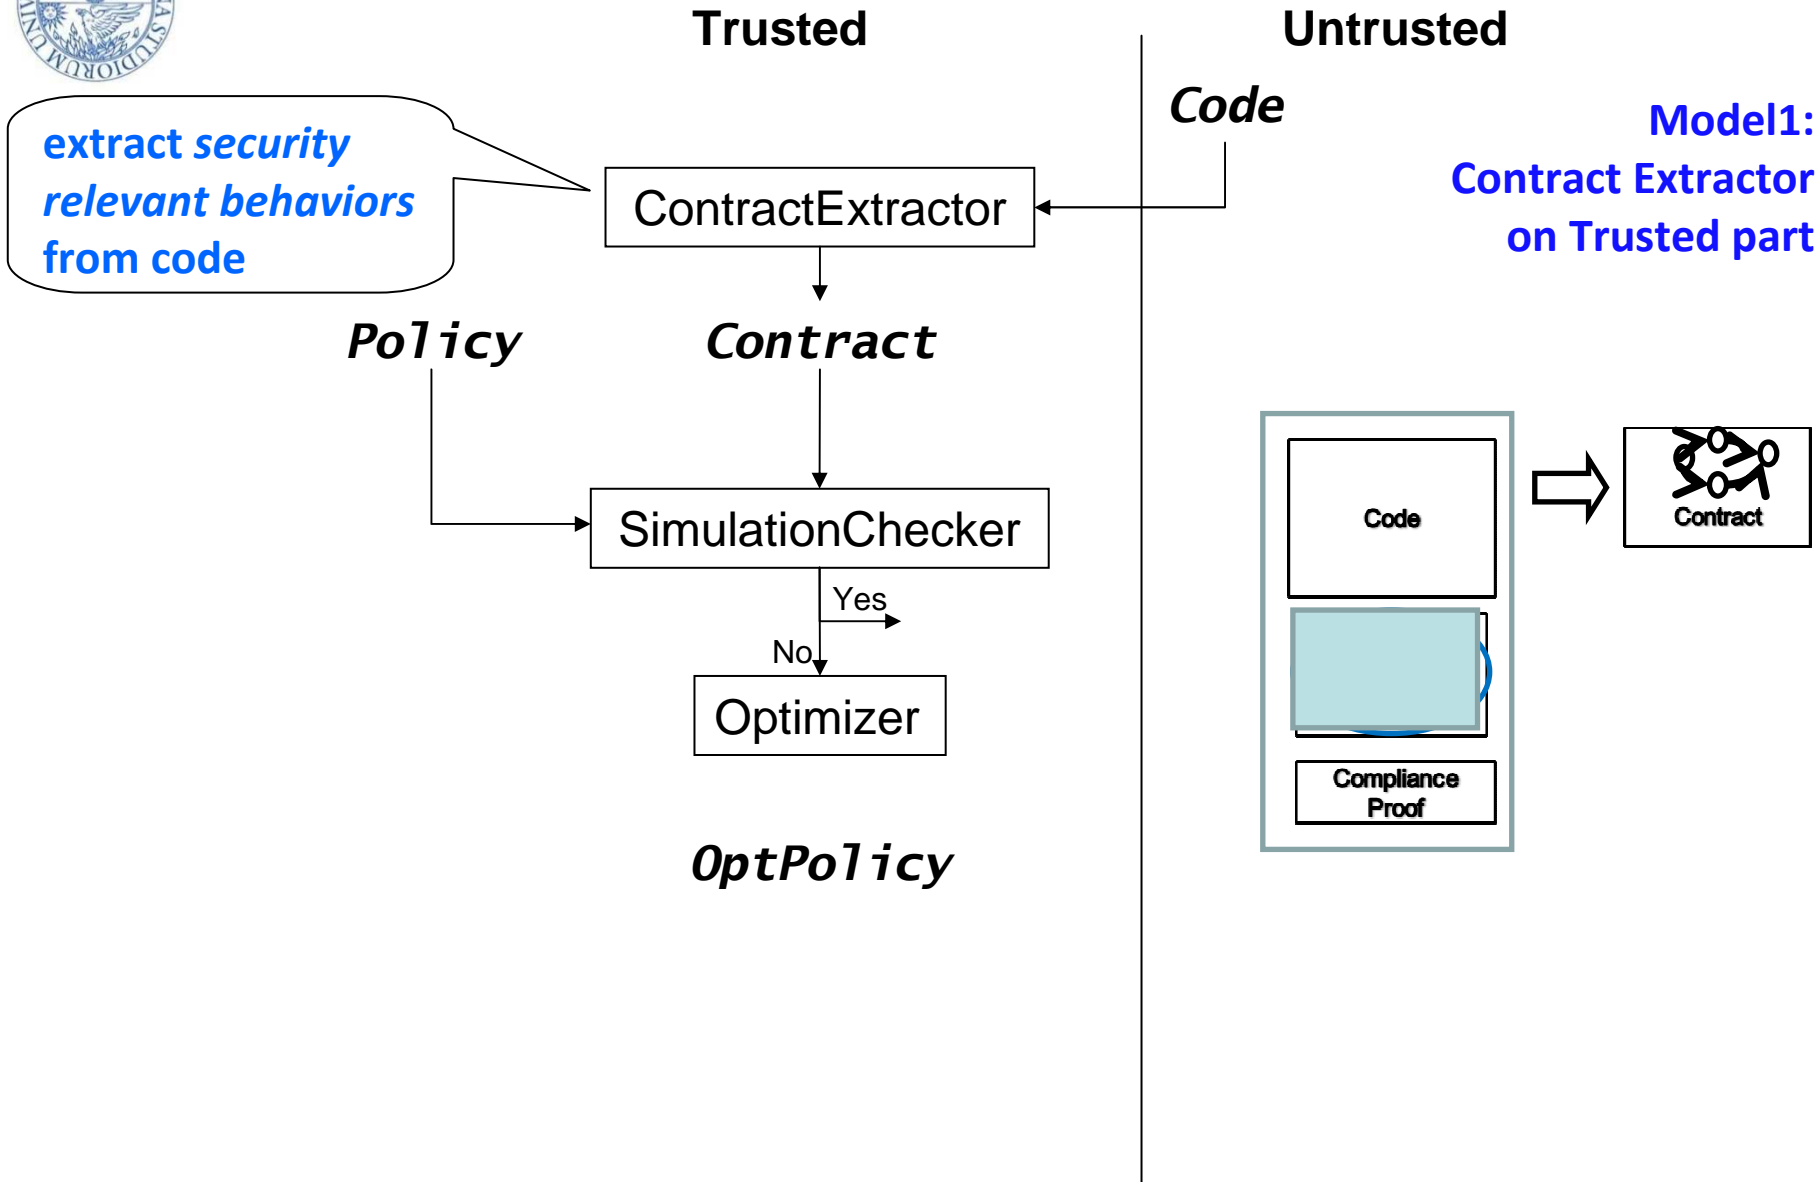 Trusted
Untrusted
Code
Model1:
Contract Extractor
on Trusted part
extract security
relevant behaviors
from code
ContractExtractor
Policy
Contract
SimulationChecker
Yes
No
Optimizer
OptPolicy
Code
Contract
Compliance
Proof